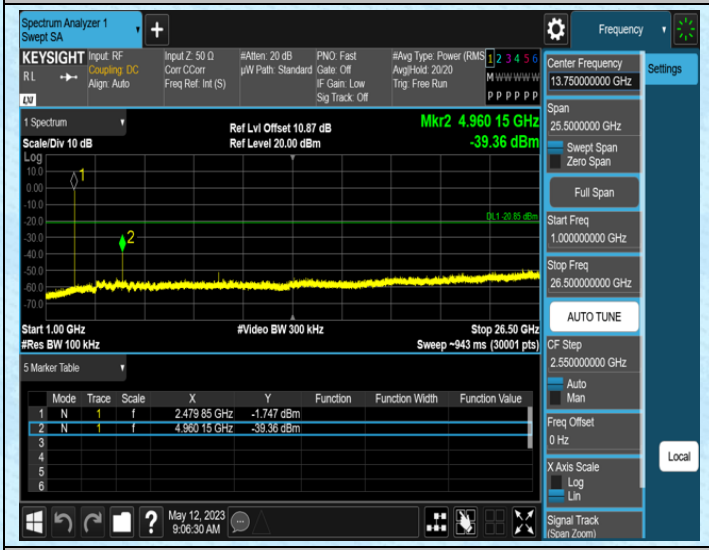 Spectrum Analyzer 1
Swept SA
Frequency
KEYSIGHT
Input: RF
Coupling: DC
Align: Auto
Input Z: 50 Ω
Corr CCorr
Freq Ref: Int (S)
#Atten: 20 dB
µW Path: Standard
PNO: Fast
Gate: Off
IF Gain: Low
Sig Track: Off
#Avg Type: Power (RMS
Avg|Hold: 20/20
Trig: Free Run
1 2 3 4 5 6
M W W W W W
P P P P P P
R L
LXI
1 Spectrum
Scale/Div 10 dB
Ref Lvl Offset 10.87 dB
Ref Level 20.00 dBm
Mkr2 4.960 15 GHz
-39.36 dBm
Log
10.0
0.00
-10.0
-20.0
-30.0
-40.0
-50.0
-60.0
-70.0
1
2
DL1 -20.85 dBm
Start 1.00 GHz
#Res BW 100 kHz
#Video BW 300 kHz
Stop 26.50 GHz
Sweep ~943 ms (30001 pts)
5 Marker Table
Mode Trace Scale X Y Function Function Width Function Value
1 N 1 f 2.479 85 GHz -1.747 dBm
2 N 1 f 4.960 15 GHz -39.36 dBm
3
4
5
6
May 12, 2023
9:06:30 AM
Center Frequency
13.750000000 GHz
Settings
Span
25.5000000 GHz
Swept Span
Zero Span
Full Span
Start Freq
1.000000000 GHz
Stop Freq
26.500000000 GHz
AUTO TUNE
CF Step
2.550000000 GHz
Auto
Man
Freq Offset
0 Hz
X Axis Scale
Log
Lin
Signal Track
(Span Zoom)
Local